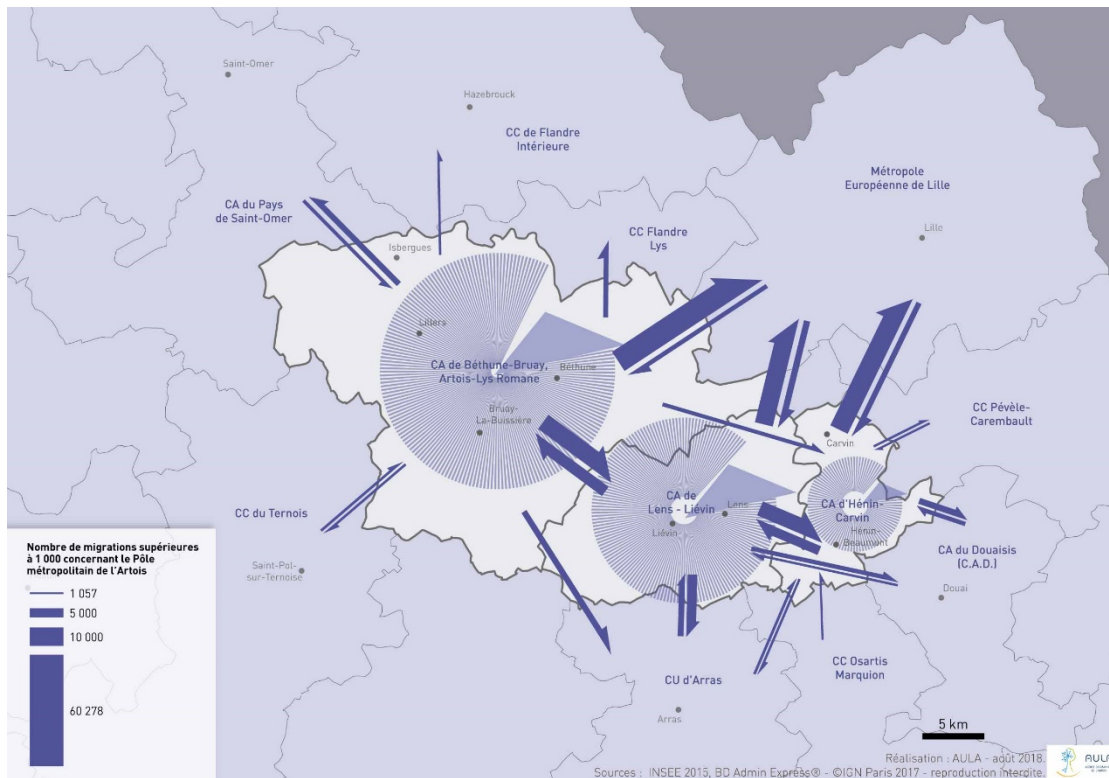 Saint-Omer
Hazebrouck
CC de Flandre
Intérieure
Métropole
Européenne de Lille
CA du Pays
de Saint-Omer
CC Flandre
Lys
Lille
Isbergues
Lillers
CA de Béthune-Bruay,
Artois-Lys Romane
Béthune
Bruay-
La-Buissière
CC Pévèle-
Carembault
Carvin
CA de
Lens - Liévin
Lens
Liévin
CA d'Hénin-
Carvin
Hénin-
Beaumont
CC du Ternois
CA du Douaisis
(C.A.D.)
Douai
Saint-Pol-
sur-Ternoise
CC Osartis
Marquion
CU d'Arras
Arras
Nombre de migrations supérieures
à 1 000 concernant le Pôle
métropolitain de l'Artois
1 057
5 000
10 000
60 278
5 km
Réalisation : AULA - août 2018.
Sources : INSEE 2015, BD Admin Express® - ©IGN Paris 2017 - reproduction interdite
AULA